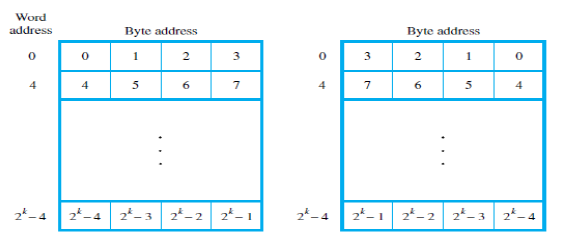 Word
address
Byte address
0 0 1 2 3
4 4 5 6 7
2^k – 4 2^k – 4 2^k – 3 2^k – 2 2^k – 1
Byte address
0 3 2 1 0
4 7 6 5 4
2^k – 4 2^k – 1 2^k – 2 2^k – 3 2^k – 4